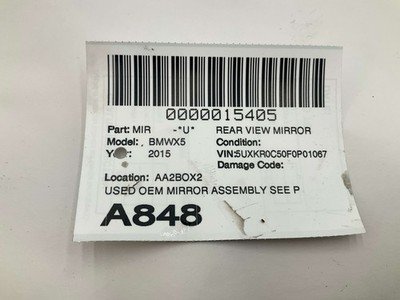 0000015405
Part: MIR -*U* REAR VIEW MIRROR
Model: BMWX5 Condition:
Year: 2015 VIN:5UXKR0C50F0P01067
Damage Code:
Location: AA2BOX2
USED OEM MIRROR ASSEMBLY SEE P
A848